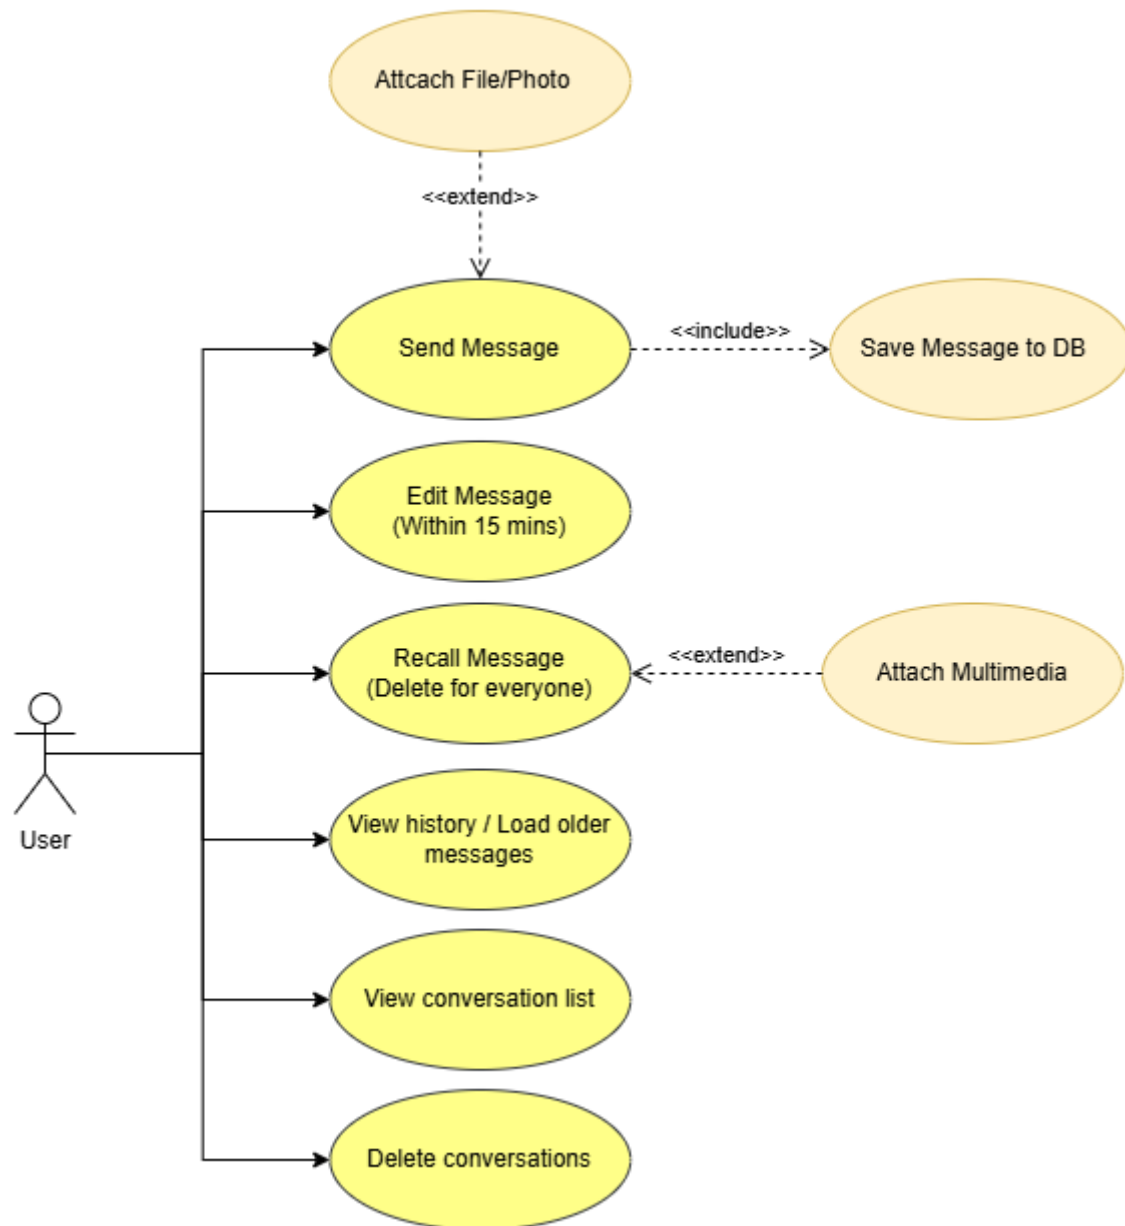 Attcach File/Photo
<<extend>>
Send Message
<<include>>
Save Message to DB
Edit Message
(Within 15 mins)
Recall Message
(Delete for everyone)
<<extend>>
Attach Multimedia
User
View history / Load older
messages
View conversation list
Delete conversations